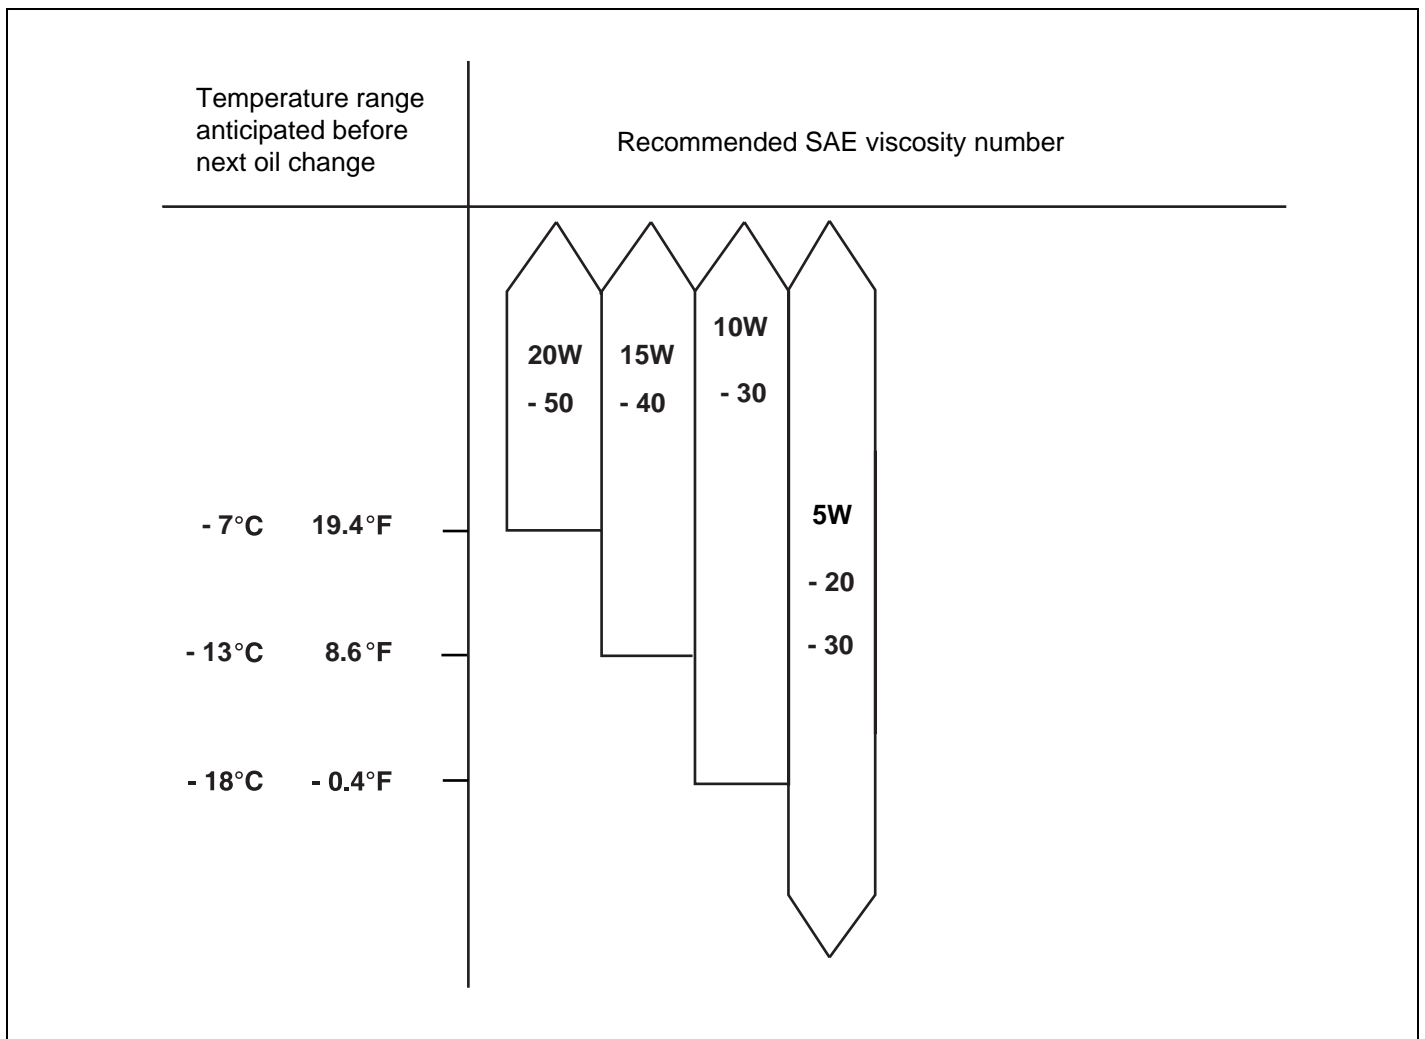 Temperature range
anticipated before
next oil change
Recommended SAE viscosity number
20W
- 50
15W
- 40
10W
- 30
5W
- 20
- 30
- 7°C 19.4°F
- 13°C 8.6°F
- 18°C - 0.4°F